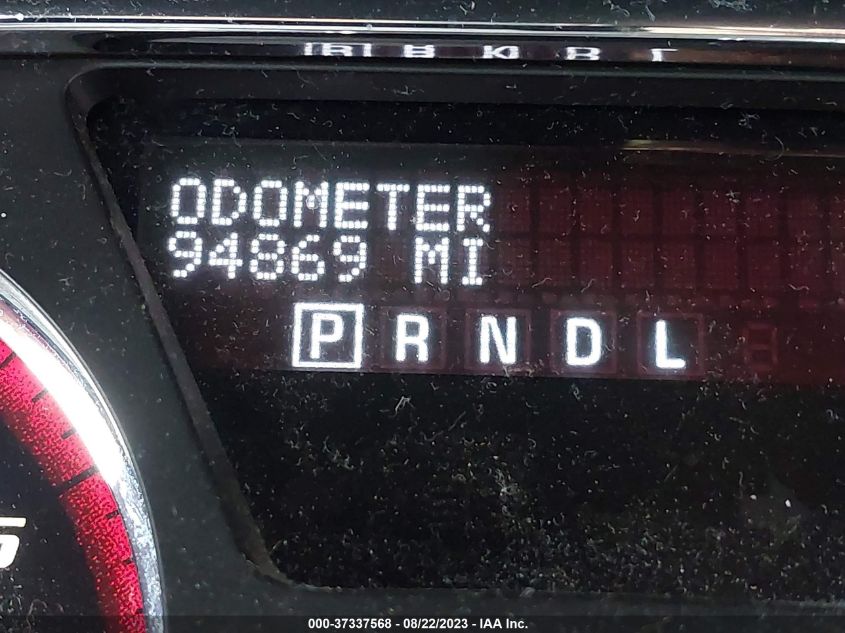 ODOMETER
94869 MI
P R N D L
000-37337568 - 08/22/2023 - IAA Inc.